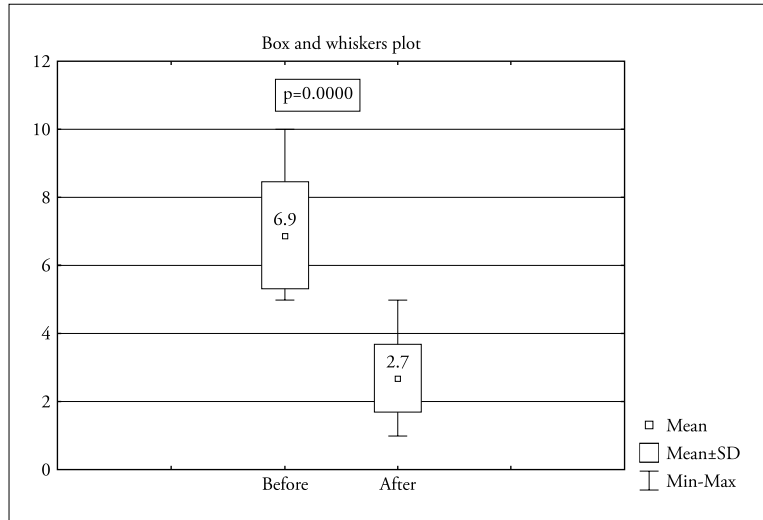 Box and whiskers plot
12
p=0.0000
10
8
6.9
6
4
2.7
2
0
Before After
Mean
Mean±SD
Min-Max